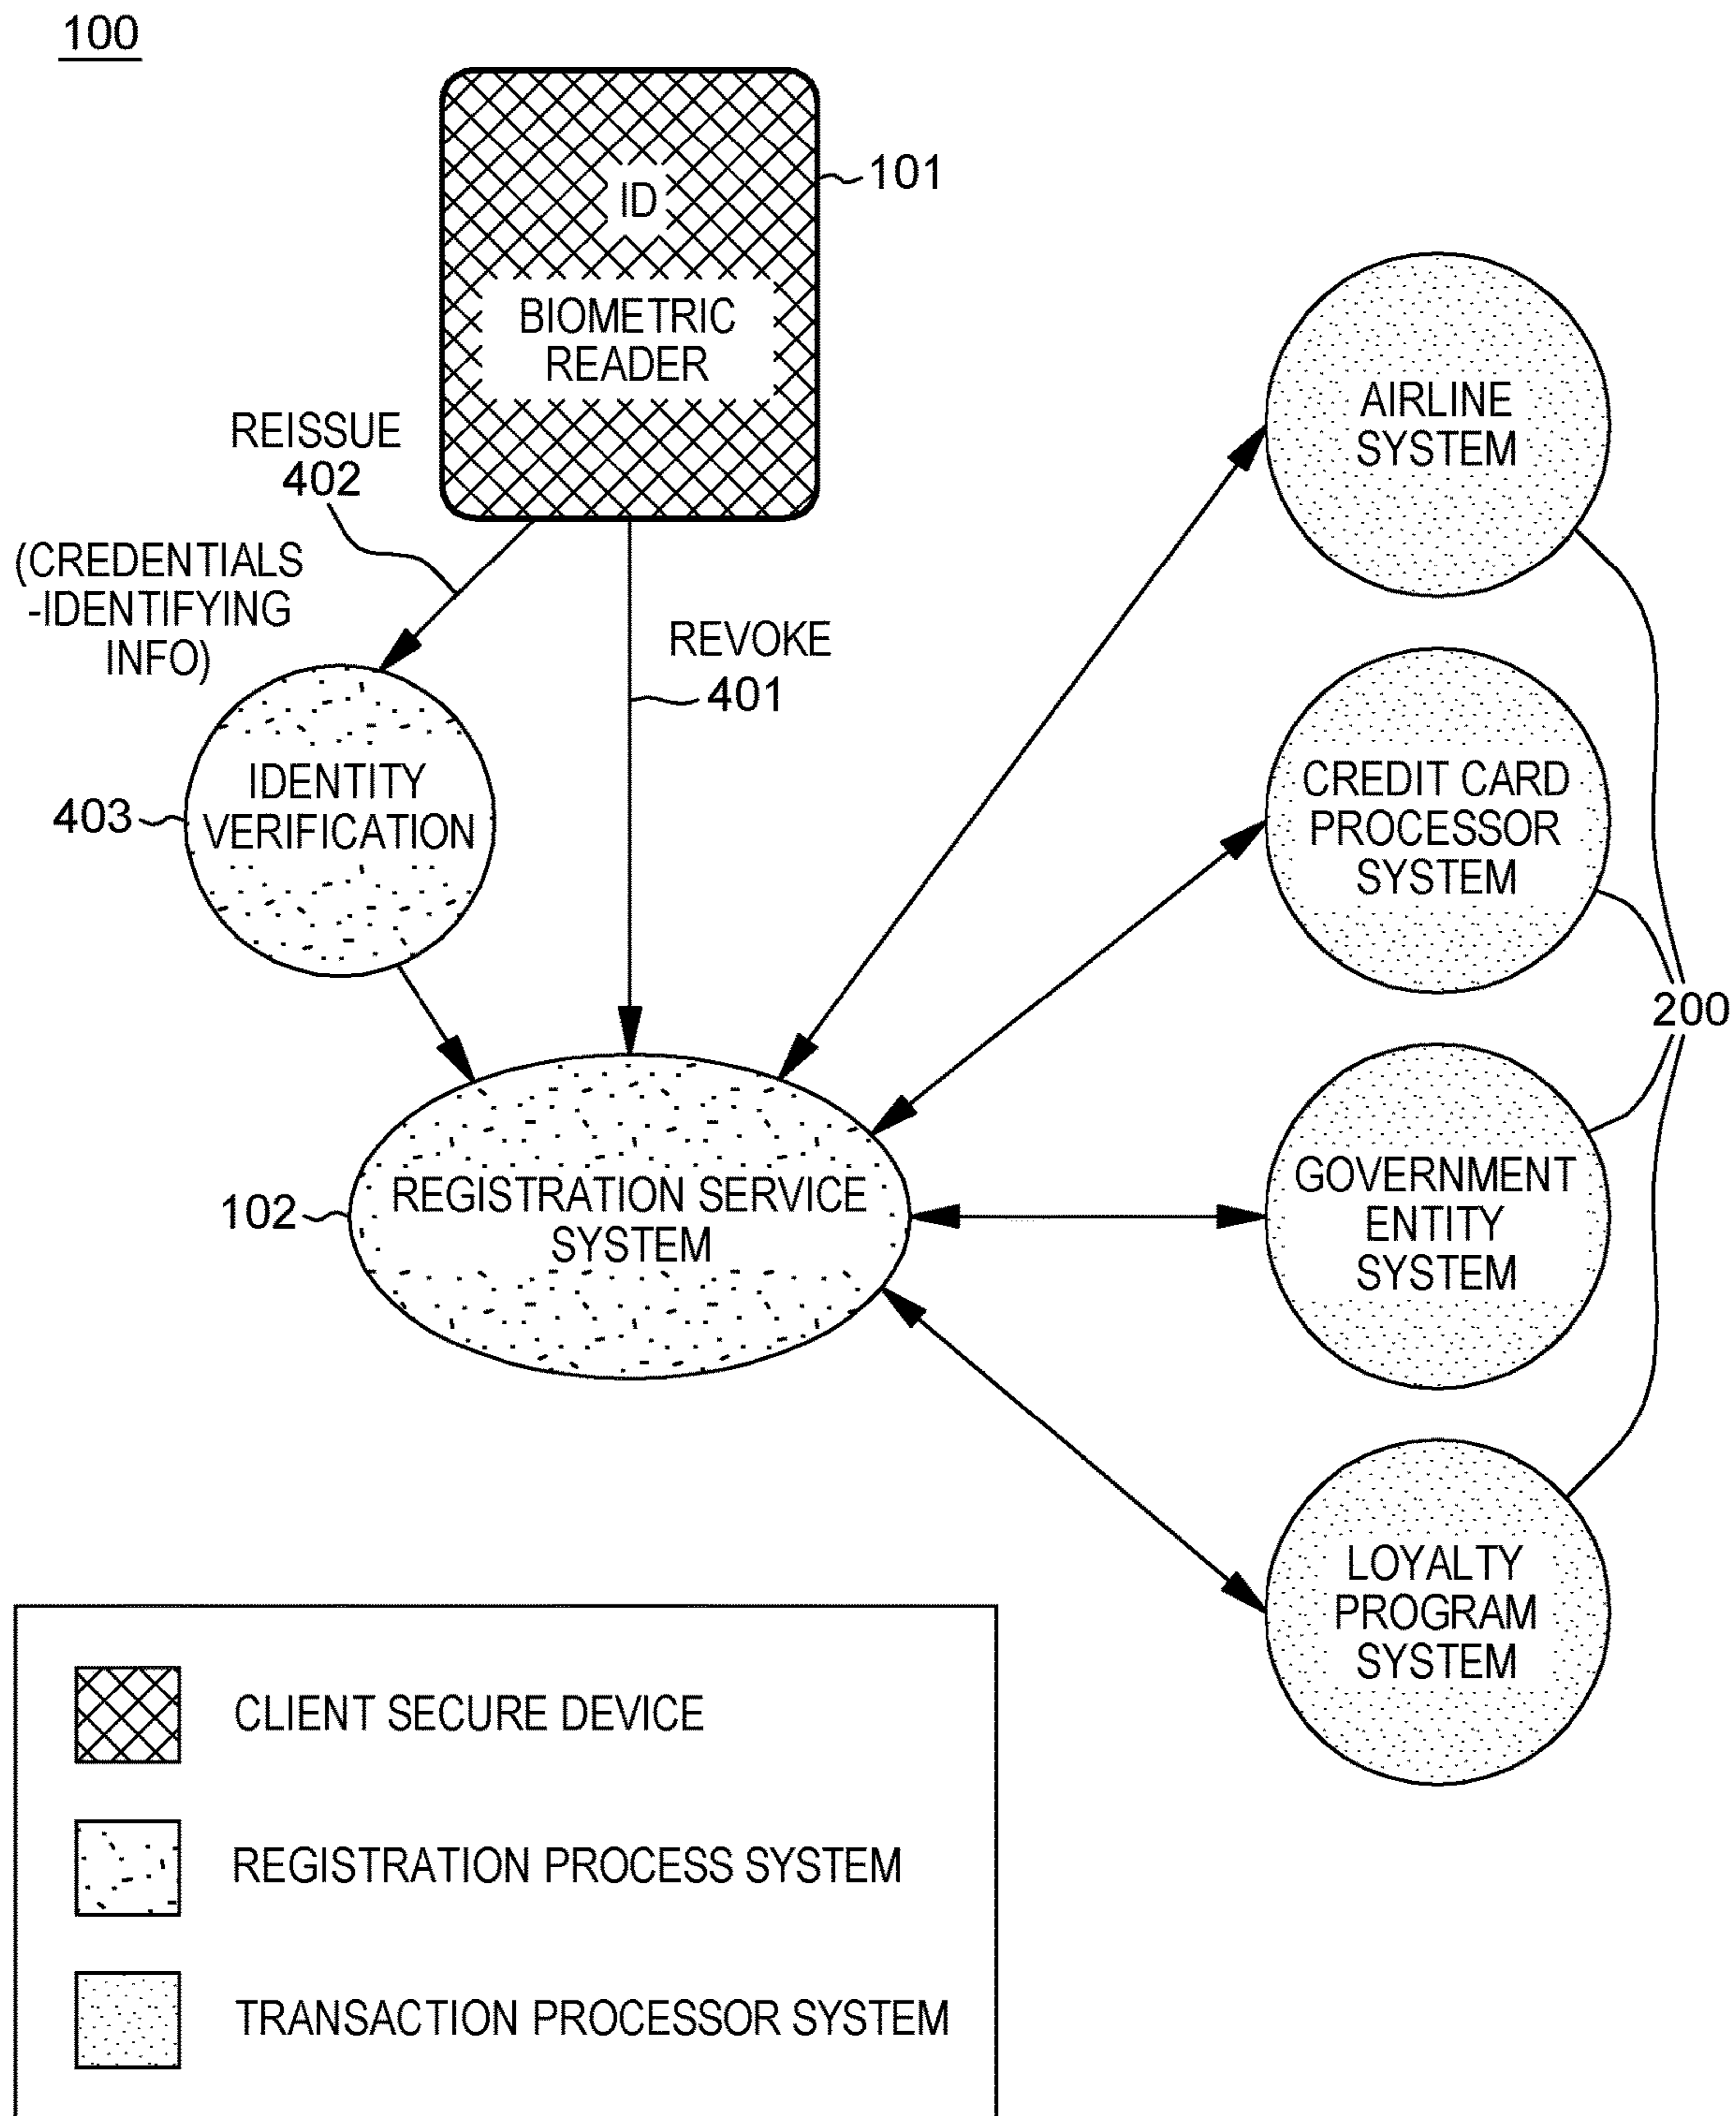 100
ID
BIOMETRIC
READER
101
REISSUE
402
(CREDENTIALS
-IDENTIFYING
INFO)
REVOKE
401
IDENTITY
VERIFICATION
403
REGISTRATION SERVICE
SYSTEM
102
AIRLINE
SYSTEM
CREDIT CARD
PROCESSOR
SYSTEM
200
GOVERNMENT
ENTITY
SYSTEM
LOYALTY
PROGRAM
SYSTEM
CLIENT SECURE DEVICE
REGISTRATION PROCESS SYSTEM
TRANSACTION PROCESSOR SYSTEM